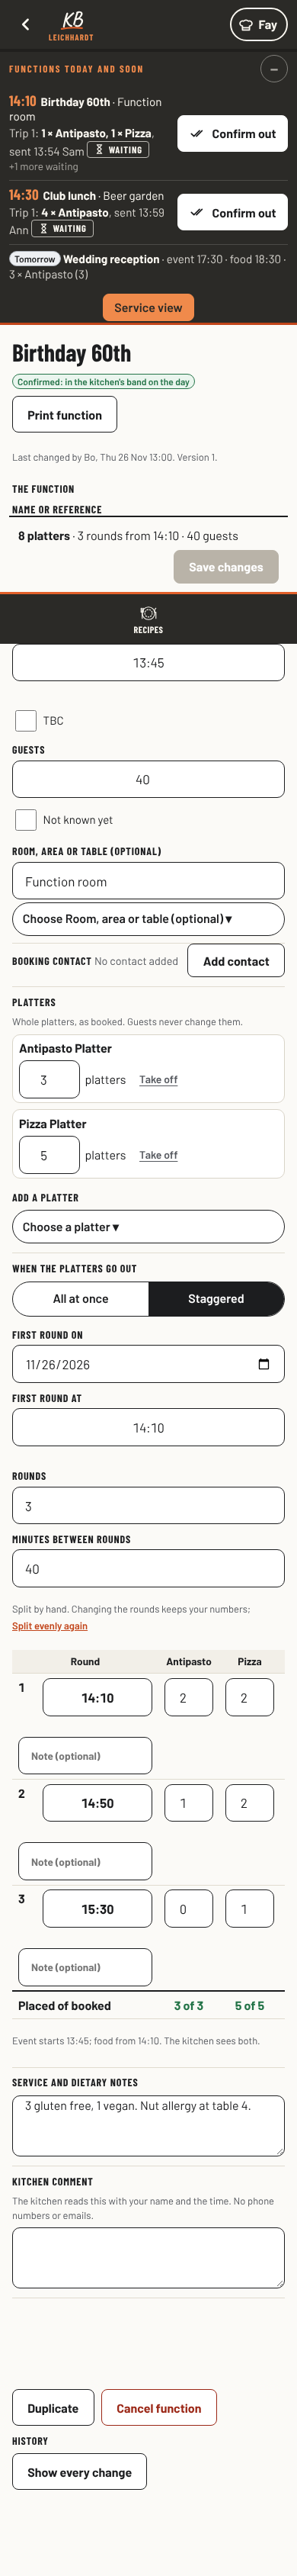 KB
LEICHHARDT
Fay
FUNCTIONS TODAY AND SOON
14:10 Birthday 60th · Function
room
Trip 1: 1 × Antipasto, 1 × Pizza,
sent 13:54 Sam WAITING
+1 more waiting
Confirm out
14:30 Club lunch · Beer garden
Trip 1: 4 × Antipasto, sent 13:59
Ann WAITING
Confirm out
Tomorrow Wedding reception · event 17:30 · food 18:30 ·
3 × Antipasto (3)
Service view
Birthday 60th
Confirmed: in the kitchen's band on the day
Print function
Last changed by Bo, Thu 26 Nov 13:00. Version 1.
THE FUNCTION
NAME OR REFERENCE
8 platters · 3 rounds from 14:10 · 40 guests
Save changes
RECIPES
13:45
TBC
GUESTS
40
Not known yet
ROOM, AREA OR TABLE (OPTIONAL)
Function room
Choose Room, area or table (optional) ▾
BOOKING CONTACT No contact added Add contact
PLATTERS
Whole platters, as booked. Guests never change them.
Antipasto Platter
3 platters Take off
Pizza Platter
5 platters Take off
ADD A PLATTER
Choose a platter ▾
WHEN THE PLATTERS GO OUT
All at once Staggered
FIRST ROUND ON
11/26/2026
FIRST ROUND AT
14:10
ROUNDS
3
MINUTES BETWEEN ROUNDS
40
Split by hand. Changing the rounds keeps your numbers;
Split evenly again
Round Antipasto Pizza
1 14:10 2 2
Note (optional)
2 14:50 1 2
Note (optional)
3 15:30 0 1
Note (optional)
Placed of booked 3 of 3 5 of 5
Event starts 13:45; food from 14:10. The kitchen sees both.
SERVICE AND DIETARY NOTES
3 gluten free, 1 vegan. Nut allergy at table 4.
KITCHEN COMMENT
The kitchen reads this with your name and the time. No phone
numbers or emails.
Duplicate Cancel function
HISTORY
Show every change